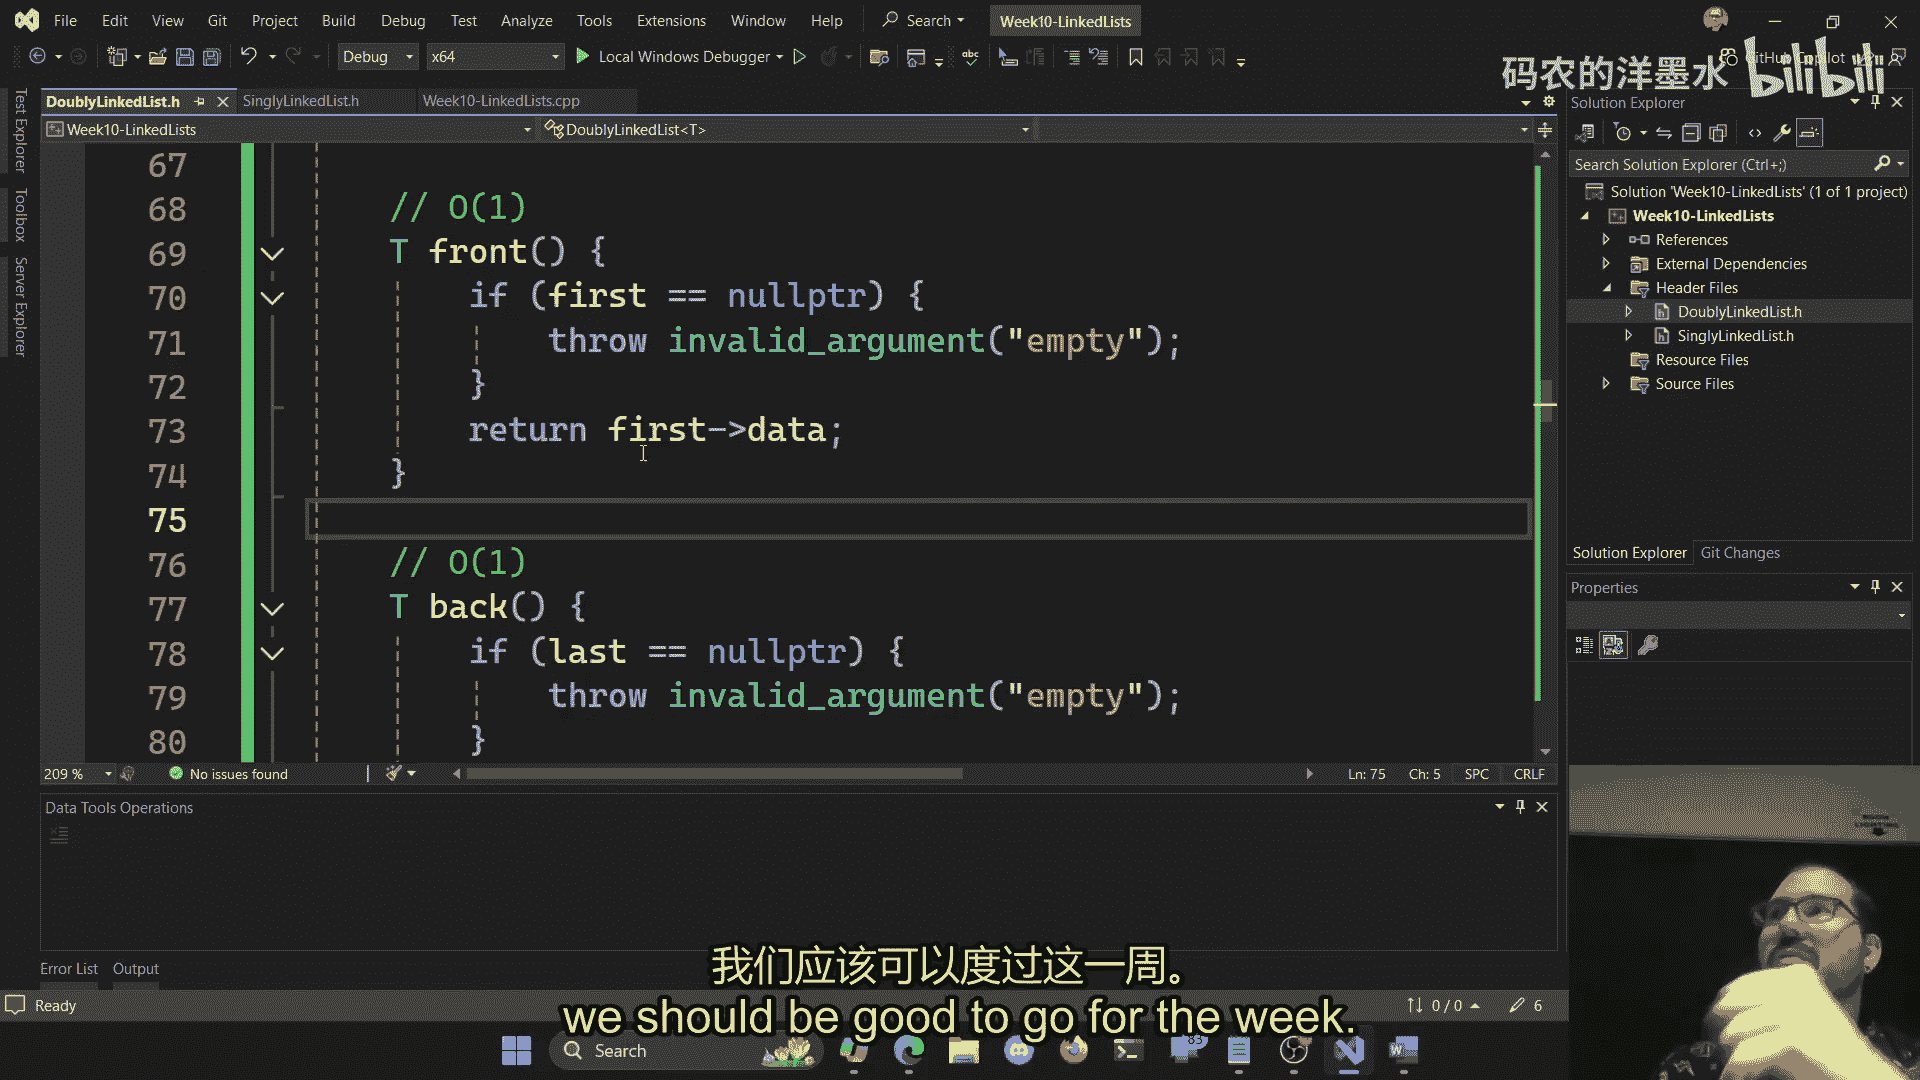 File Edit View Git Project Build Debug Test Analyze Tools Extensions Window Help Search Week10-LinkedLists
Debug x64 Local Windows Debugger GitHub Copilot
码农的洋墨水 bilibili
Test Explorer
Toolbox
Server Explorer
DoublyLinkedList.h SinglyLinkedList.h Week10-LinkedLists.cpp
Week10-LinkedLists DoublyLinkedList<T>
67
68 // O(1)
69 T front() {
70 if (first == nullptr) {
71 throw invalid_argument("empty");
72 }
73 return first->data;
74 }
75
76 // O(1)
77 T back() {
78 if (last == nullptr) {
79 throw invalid_argument("empty");
80 }
209 % No issues found Ln: 75 Ch: 5 SPC CRLF
Solution Explorer
Search Solution Explorer (Ctrl+;)
Solution 'Week10-LinkedLists' (1 of 1 project)
Week10-LinkedLists
References
External Dependencies
Header Files
DoublyLinkedList.h
SinglyLinkedList.h
Resource Files
Source Files
Solution Explorer Git Changes
Properties
Data Tools Operations
Error List Output
Ready 0 / 0 6
我们应该可以度过这一周。
we should be good to go for the week.
Search
83